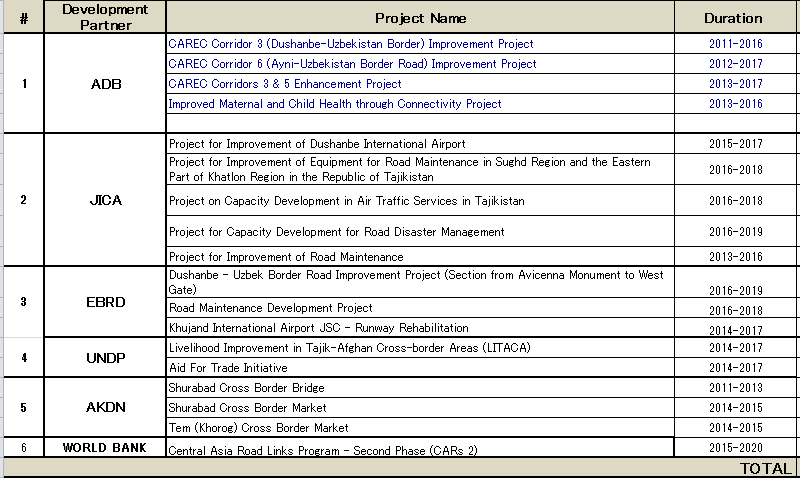 # Development Partner Project Name Duration
1 ADB
CAREC Corridor 3 (Dushanbe-Uzbekistan Border) Improvement Project 2011-2016
CAREC Corridor 6 (Ayni-Uzbekistan Border Road) Improvement Project 2012-2017
CAREC Corridors 3 & 5 Enhancement Project 2013-2017
Improved Maternal and Child Health through Connectivity Project 2013-2016
2 JICA
Project for Improvement of Dushanbe International Airport 2015-2017
Project for Improvement of Equipment for Road Maintenance in Sughd Region and the Eastern
Part of Khatlon Region in the Republic of Tajikistan 2016-2018
Project on Capacity Development in Air Traffic Services in Tajikistan 2016-2018
Project for Capacity Development for Road Disaster Management 2016-2019
Project for Improvement of Road Maintenance 2013-2016
3 EBRD
Dushanbe - Uzbek Border Road Improvement Project (Section from Avicenna Monument to West
Gate) 2016-2019
Road Maintenance Development Project 2016-2018
Khujand International Airport JSC - Runway Rehabilitation 2014-2017
4 UNDP
Livelihood Improvement in Tajik-Afghan Cross-border Areas (LITACA) 2014-2017
Aid For Trade Initiative 2014-2017
5 AKDN
Shurabad Cross Border Bridge 2011-2013
Shurabad Cross Border Market 2014-2015
Tem (Khorog) Cross Border Market 2014-2015
6 WORLD BANK Central Asia Road Links Program - Second Phase (CARs 2) 2015-2020
TOTAL